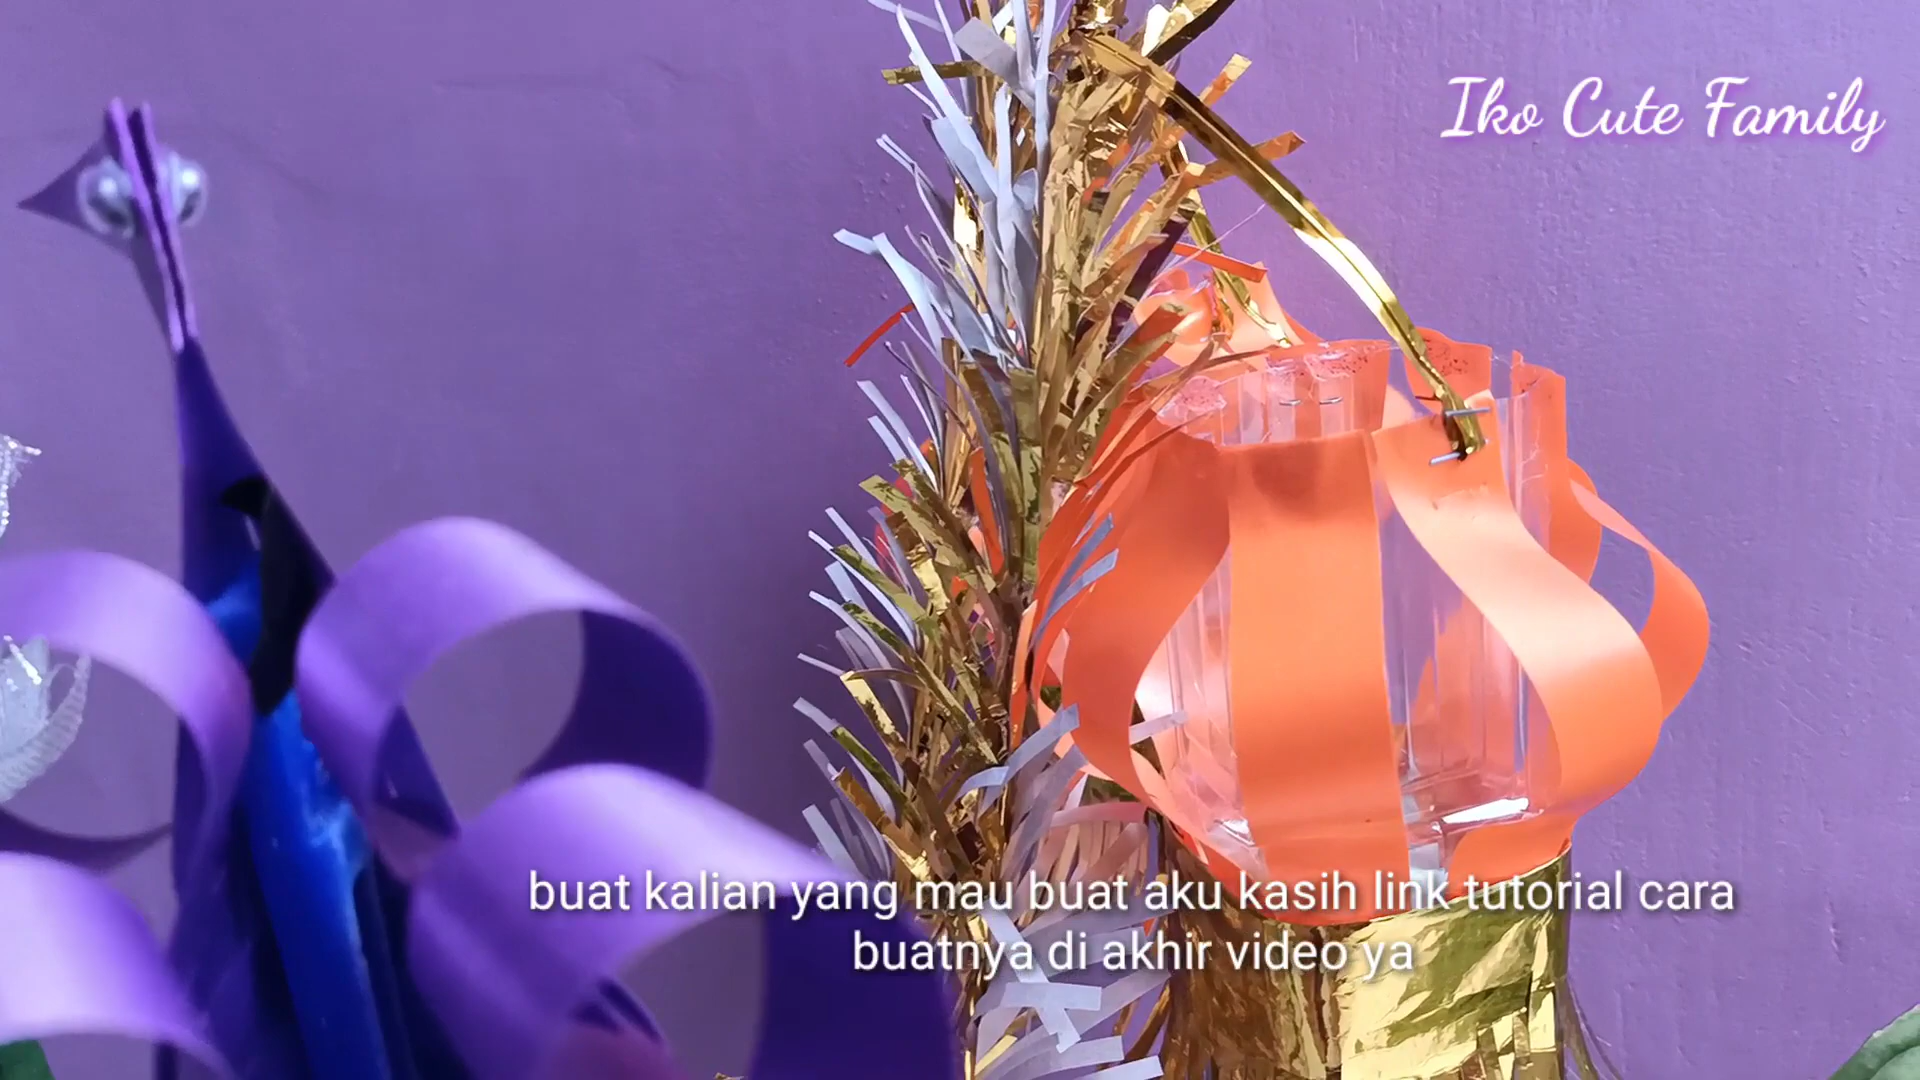 Iko Cute Family
buat kalian yang mau buat aku kasih link tutorial cara
buatnya di akhir video ya